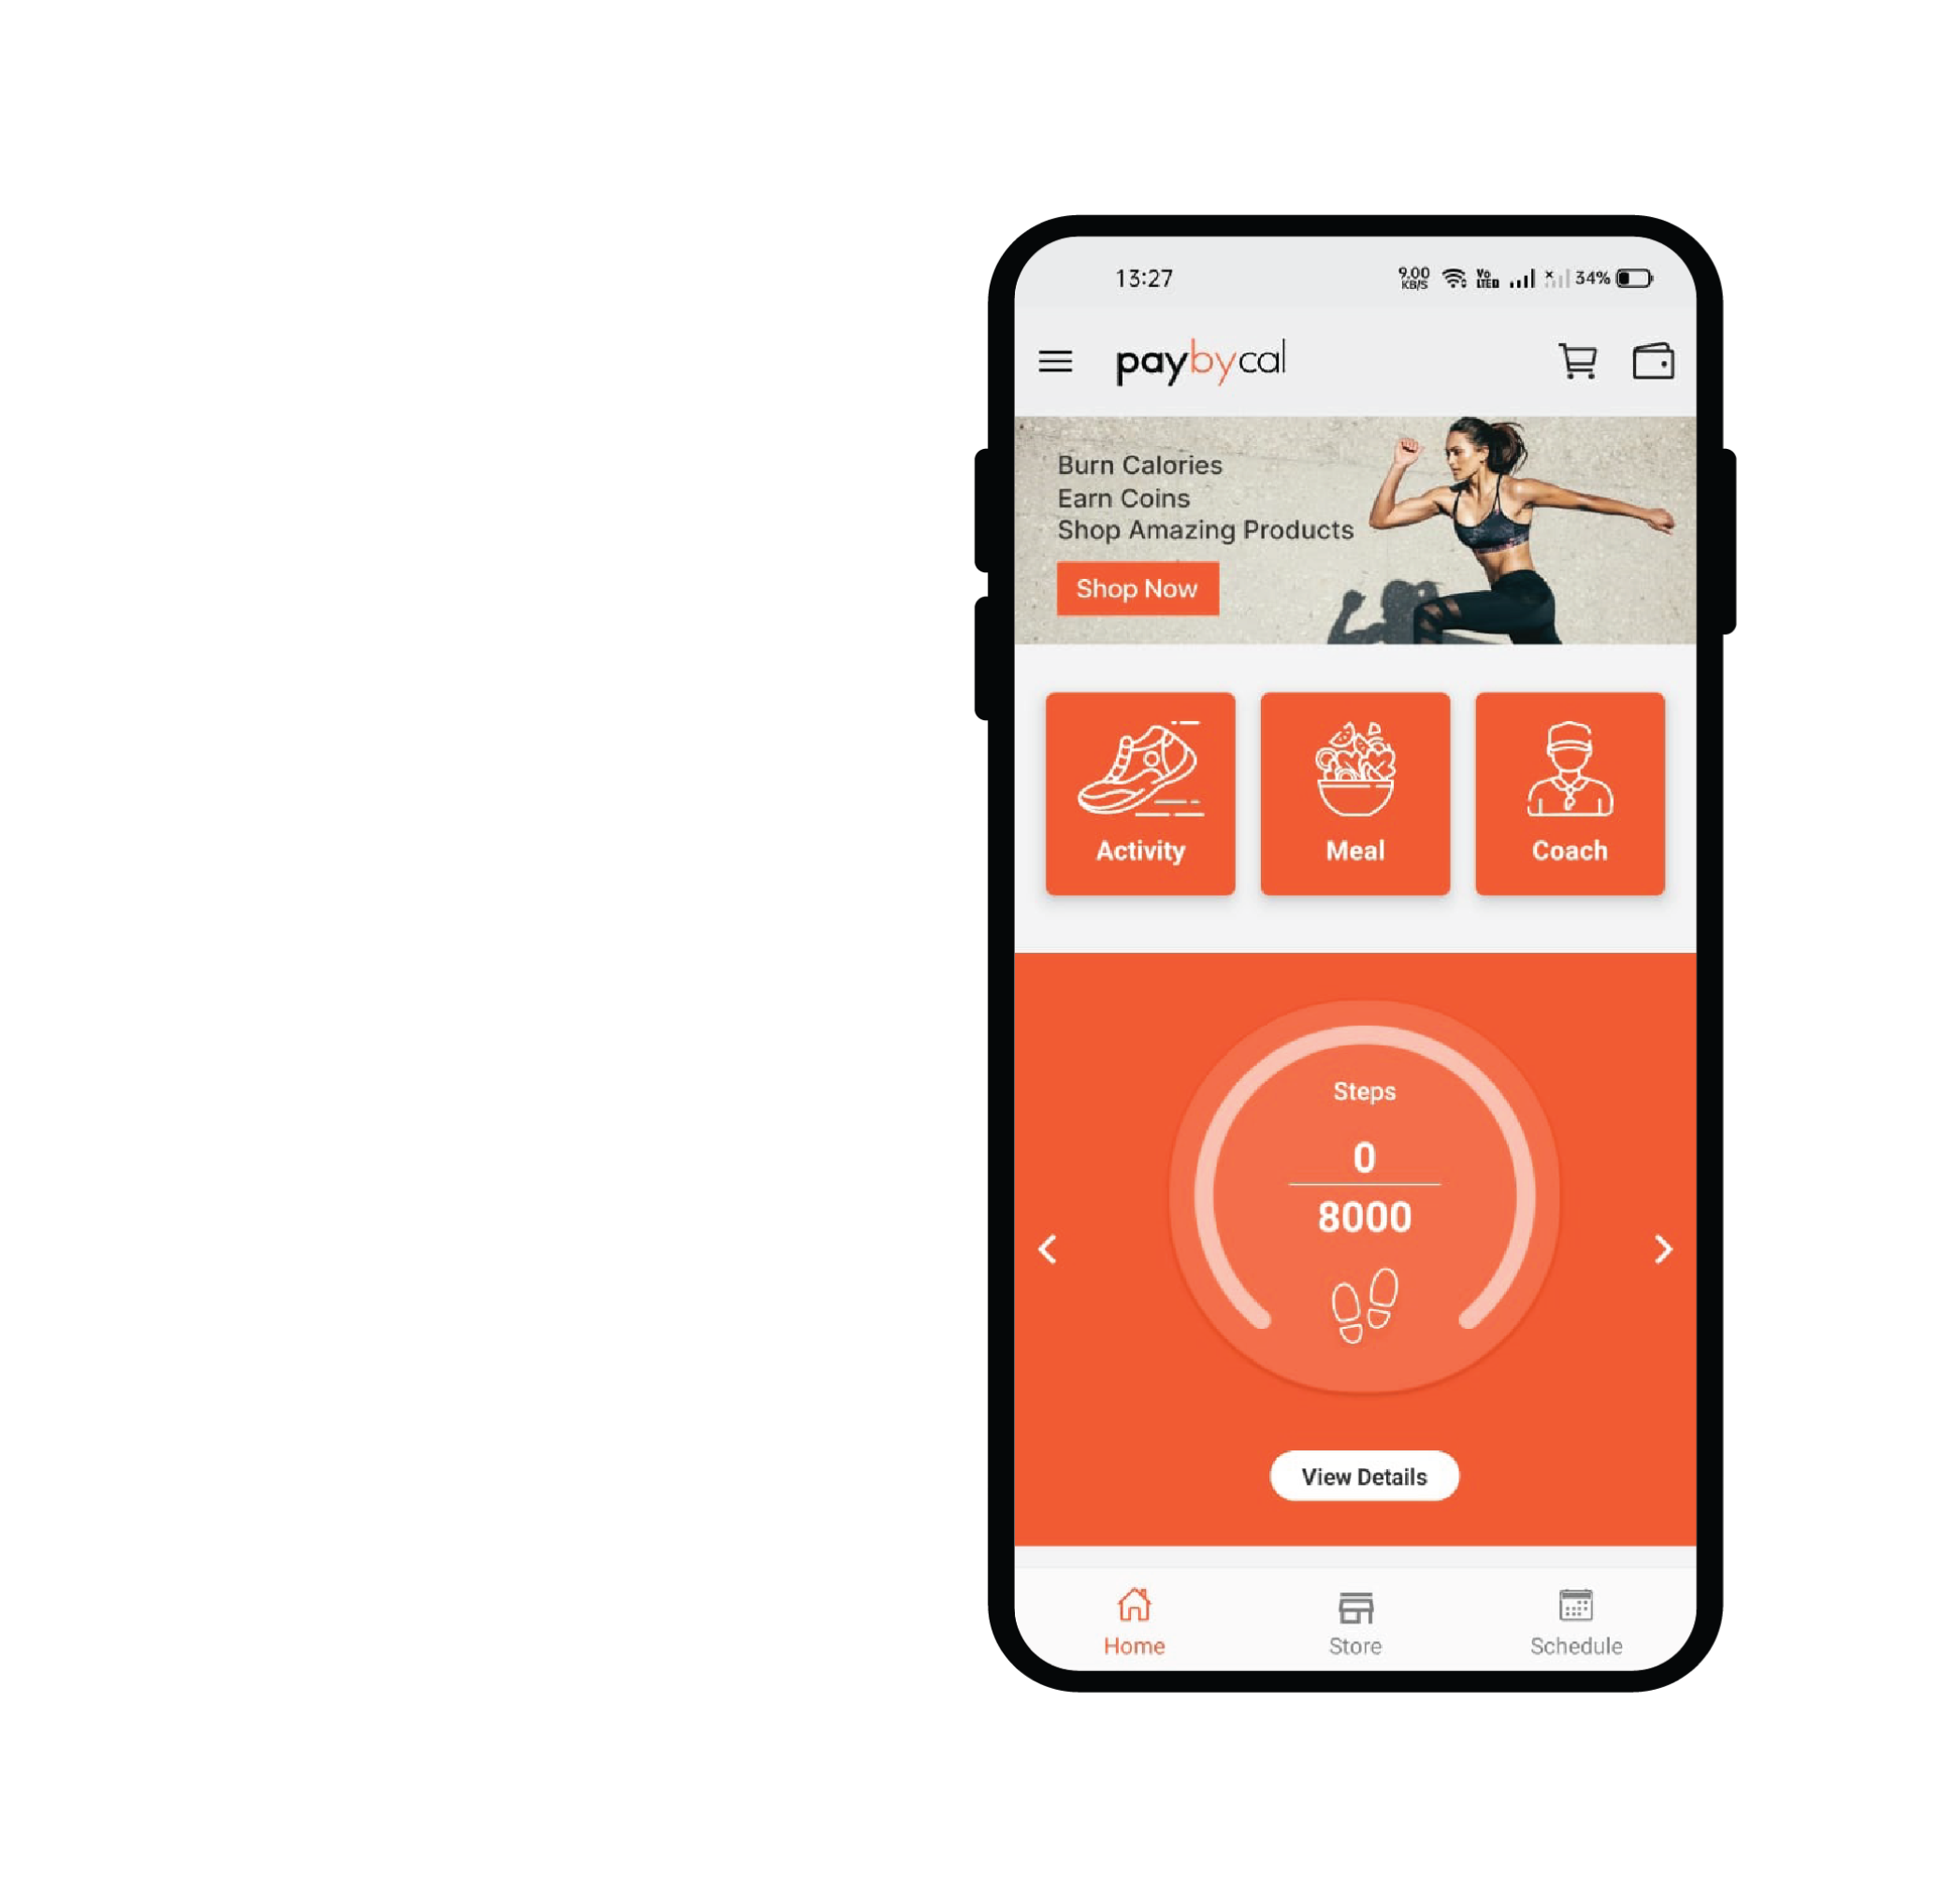 13:27
9.00 KB/S
Vo LTE
34%
paybycal
Burn Calories
Earn Coins
Shop Amazing Products
Shop Now
Activity
Meal
Coach
Steps
0
8000
View Details
Home
Store
Schedule